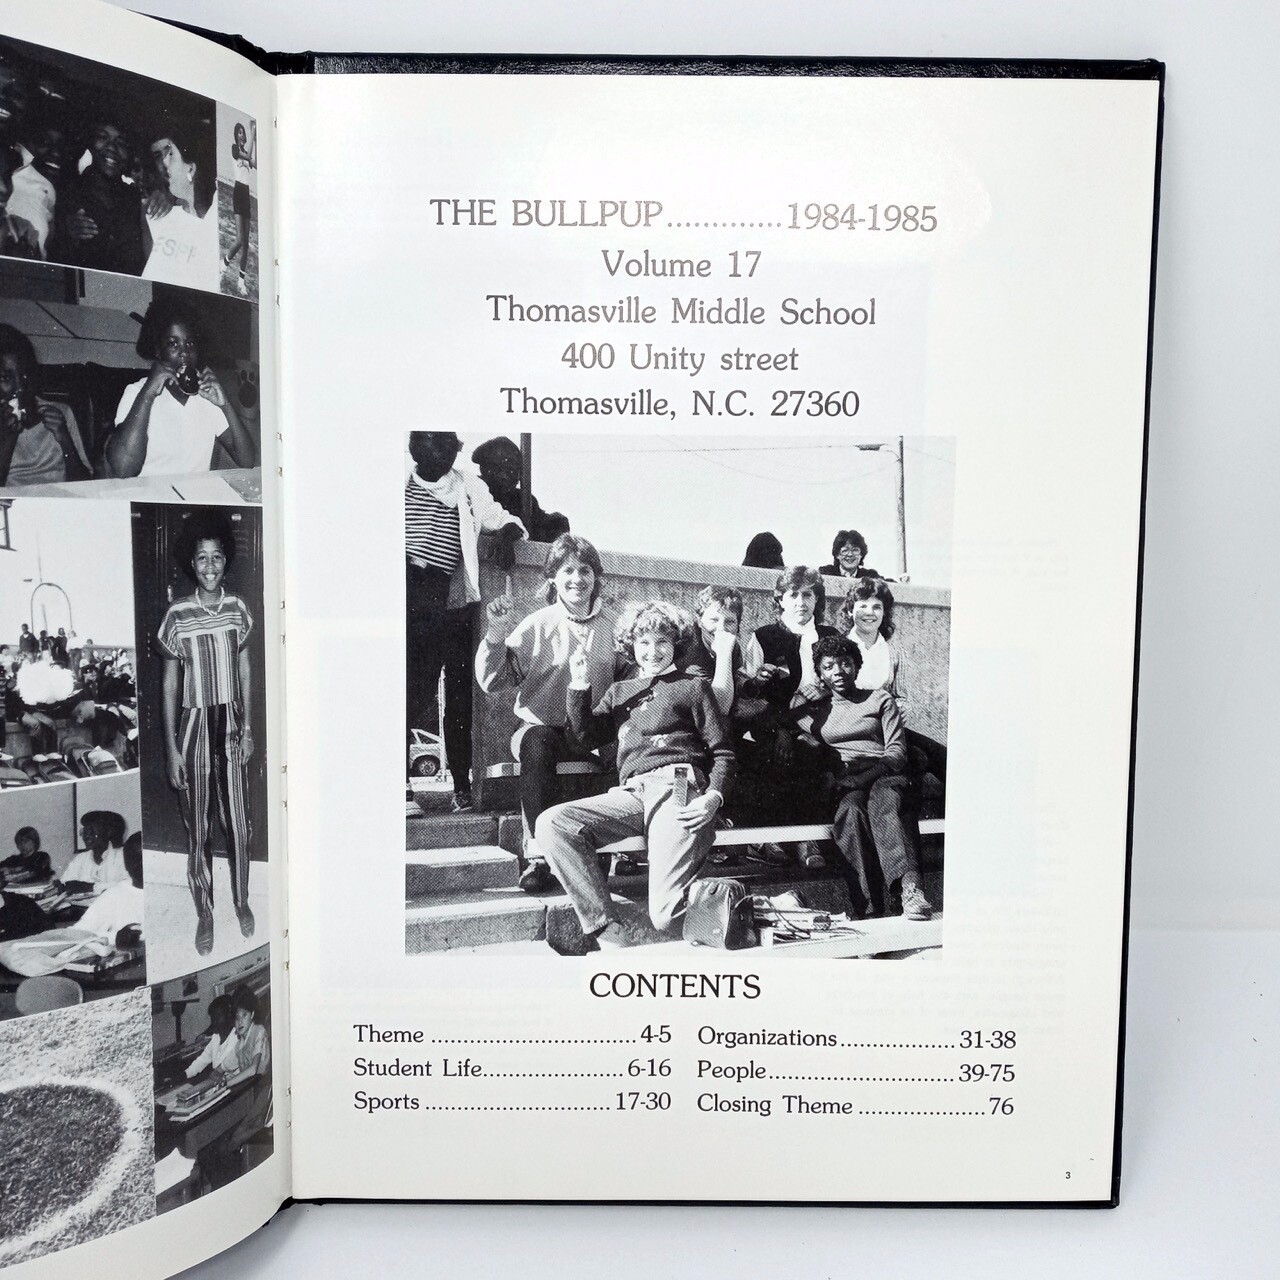 THE BULLPUP.............1984-1985
Volume 17
Thomasville Middle School
400 Unity street
Thomasville, N.C. 27360
CONTENTS
Theme ................................ 4-5
Student Life...................... 6-16
Sports ............................. 17-30
Organizations.................. 31-38
People............................. 39-75
Closing Theme ....................76
3